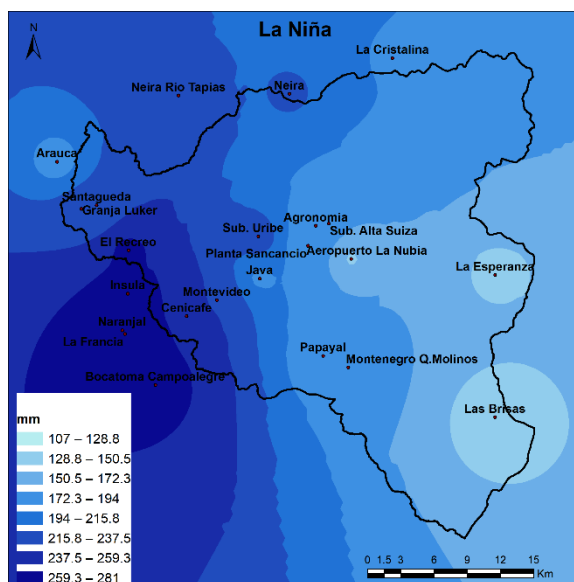 La Niña
N
La Cristalina
Neira Rio Tapias
Neira
Arauca
Santagueda
Granja Luker
Agronomia
Sub. Uribe
Sub. Alta Suiza
El Recreo
Planta Sancancio
Aeropuerto La Nubia
Java
La Esperanza
Insula
Montevideo
Cenicafe
Naranjal
La Francia
Papayal
Montenegro Q.Molinos
Bocatoma Campoalegre
Las Brisas
mm
107 – 128.8
128.8 – 150.5
150.5 – 172.3
172.3 – 194
194 – 215.8
215.8 – 237.5
237.5 – 259.3
259.3 – 281
0 1.5 3 6 9 12 15
Km